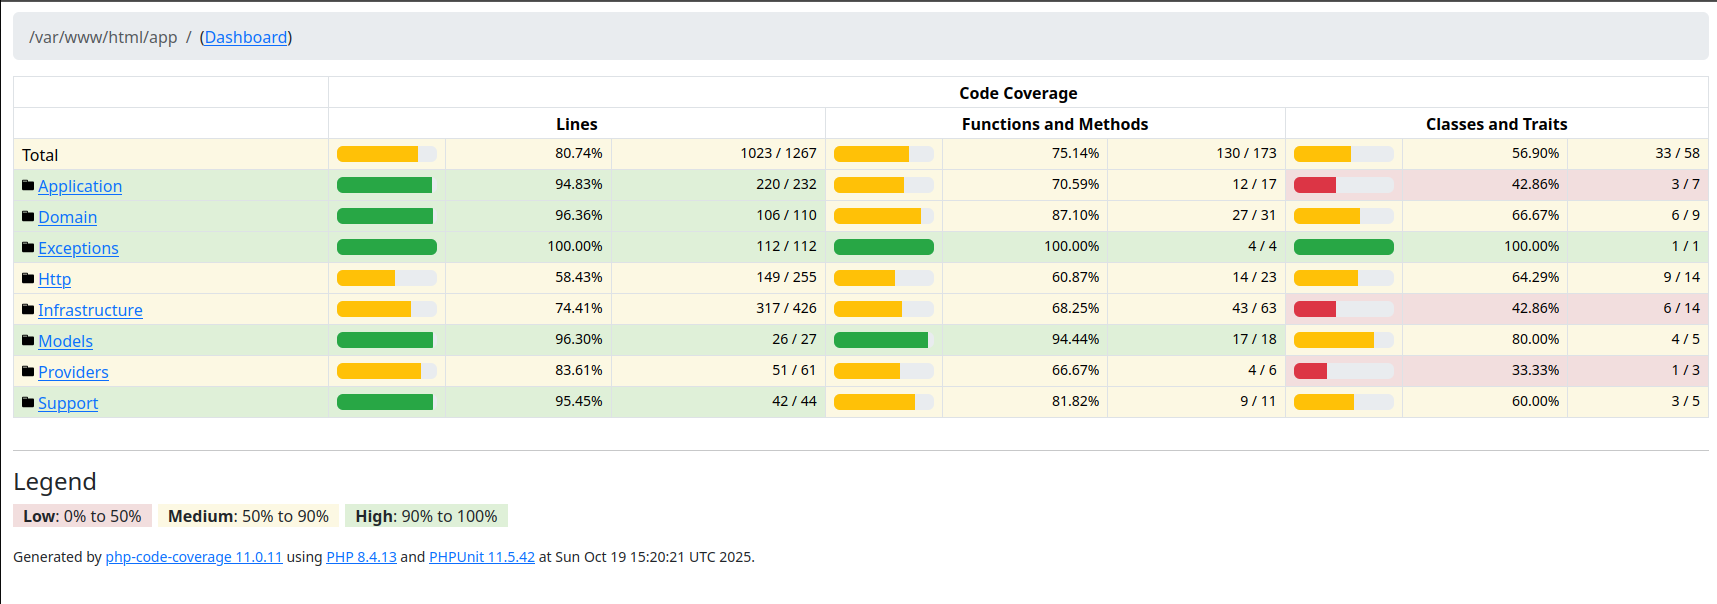 /var/www/html/app / (Dashboard)
Code Coverage
Lines Functions and Methods Classes and Traits
Total 80.74% 1023 / 1267 75.14% 130 / 173 56.90% 33 / 58
Application 94.83% 220 / 232 70.59% 12 / 17 42.86% 3 / 7
Domain 96.36% 106 / 110 87.10% 27 / 31 66.67% 6 / 9
Exceptions 100.00% 112 / 112 100.00% 4 / 4 100.00% 1 / 1
Http 58.43% 149 / 255 60.87% 14 / 23 64.29% 9 / 14
Infrastructure 74.41% 317 / 426 68.25% 43 / 63 42.86% 6 / 14
Models 96.30% 26 / 27 94.44% 17 / 18 80.00% 4 / 5
Providers 83.61% 51 / 61 66.67% 4 / 6 33.33% 1 / 3
Support 95.45% 42 / 44 81.82% 9 / 11 60.00% 3 / 5
Legend
Low: 0% to 50% Medium: 50% to 90% High: 90% to 100%
Generated by php-code-coverage 11.0.11 using PHP 8.4.13 and PHPUnit 11.5.42 at Sun Oct 19 15:20:21 UTC 2025.